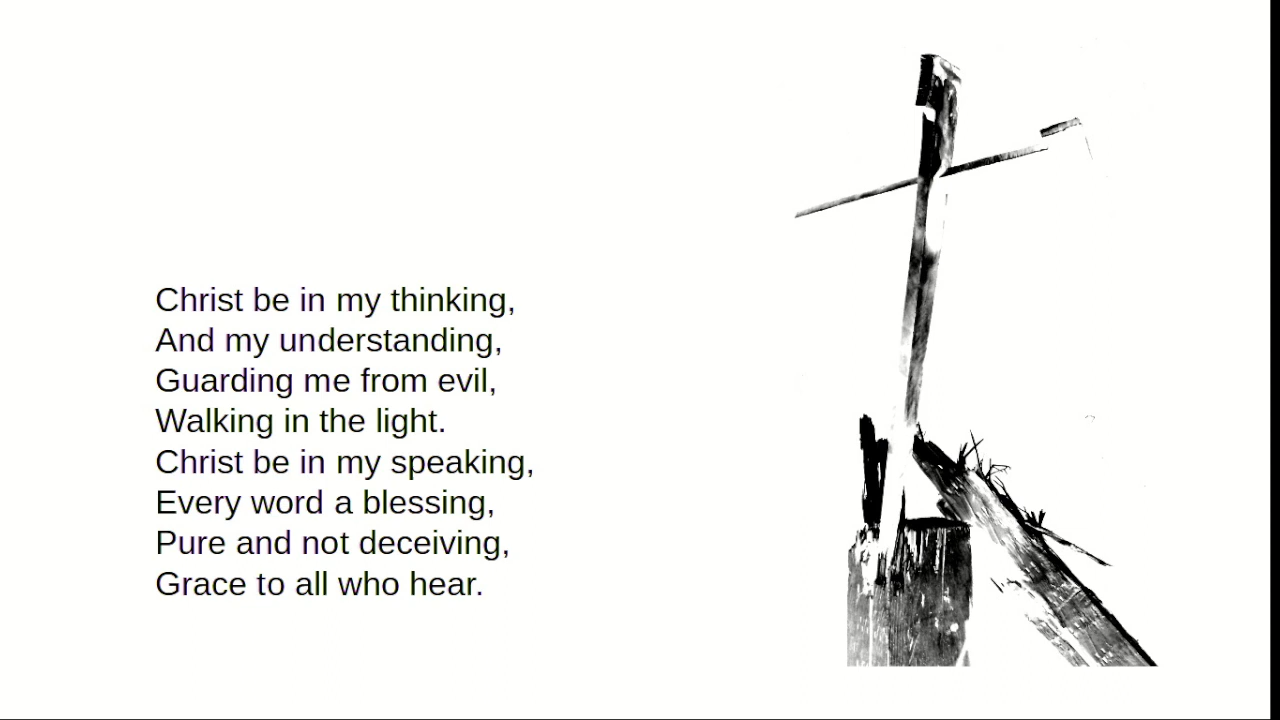 Christ be in my thinking,
And my understanding,
Guarding me from evil,
Walking in the light.
Christ be in my speaking,
Every word a blessing,
Pure and not deceiving,
Grace to all who hear.